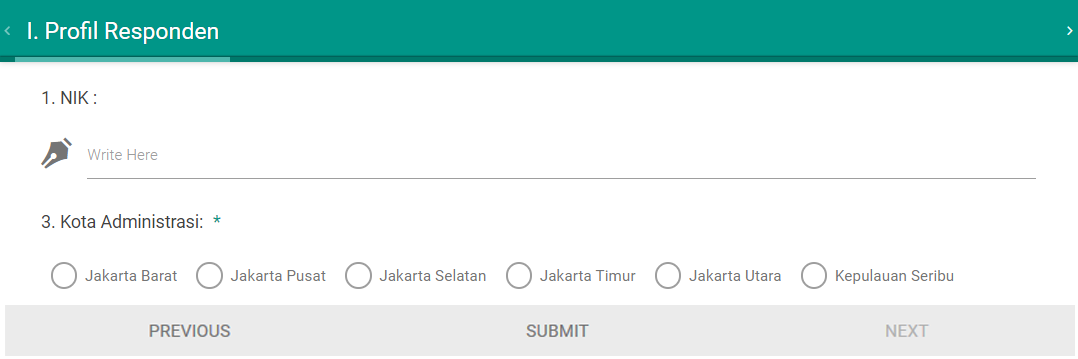 I. Profil Responden
1. NIK :
Write Here
3. Kota Administrasi: *
Jakarta Barat Jakarta Pusat Jakarta Selatan Jakarta Timur Jakarta Utara Kepulauan Seribu
PREVIOUS SUBMIT NEXT